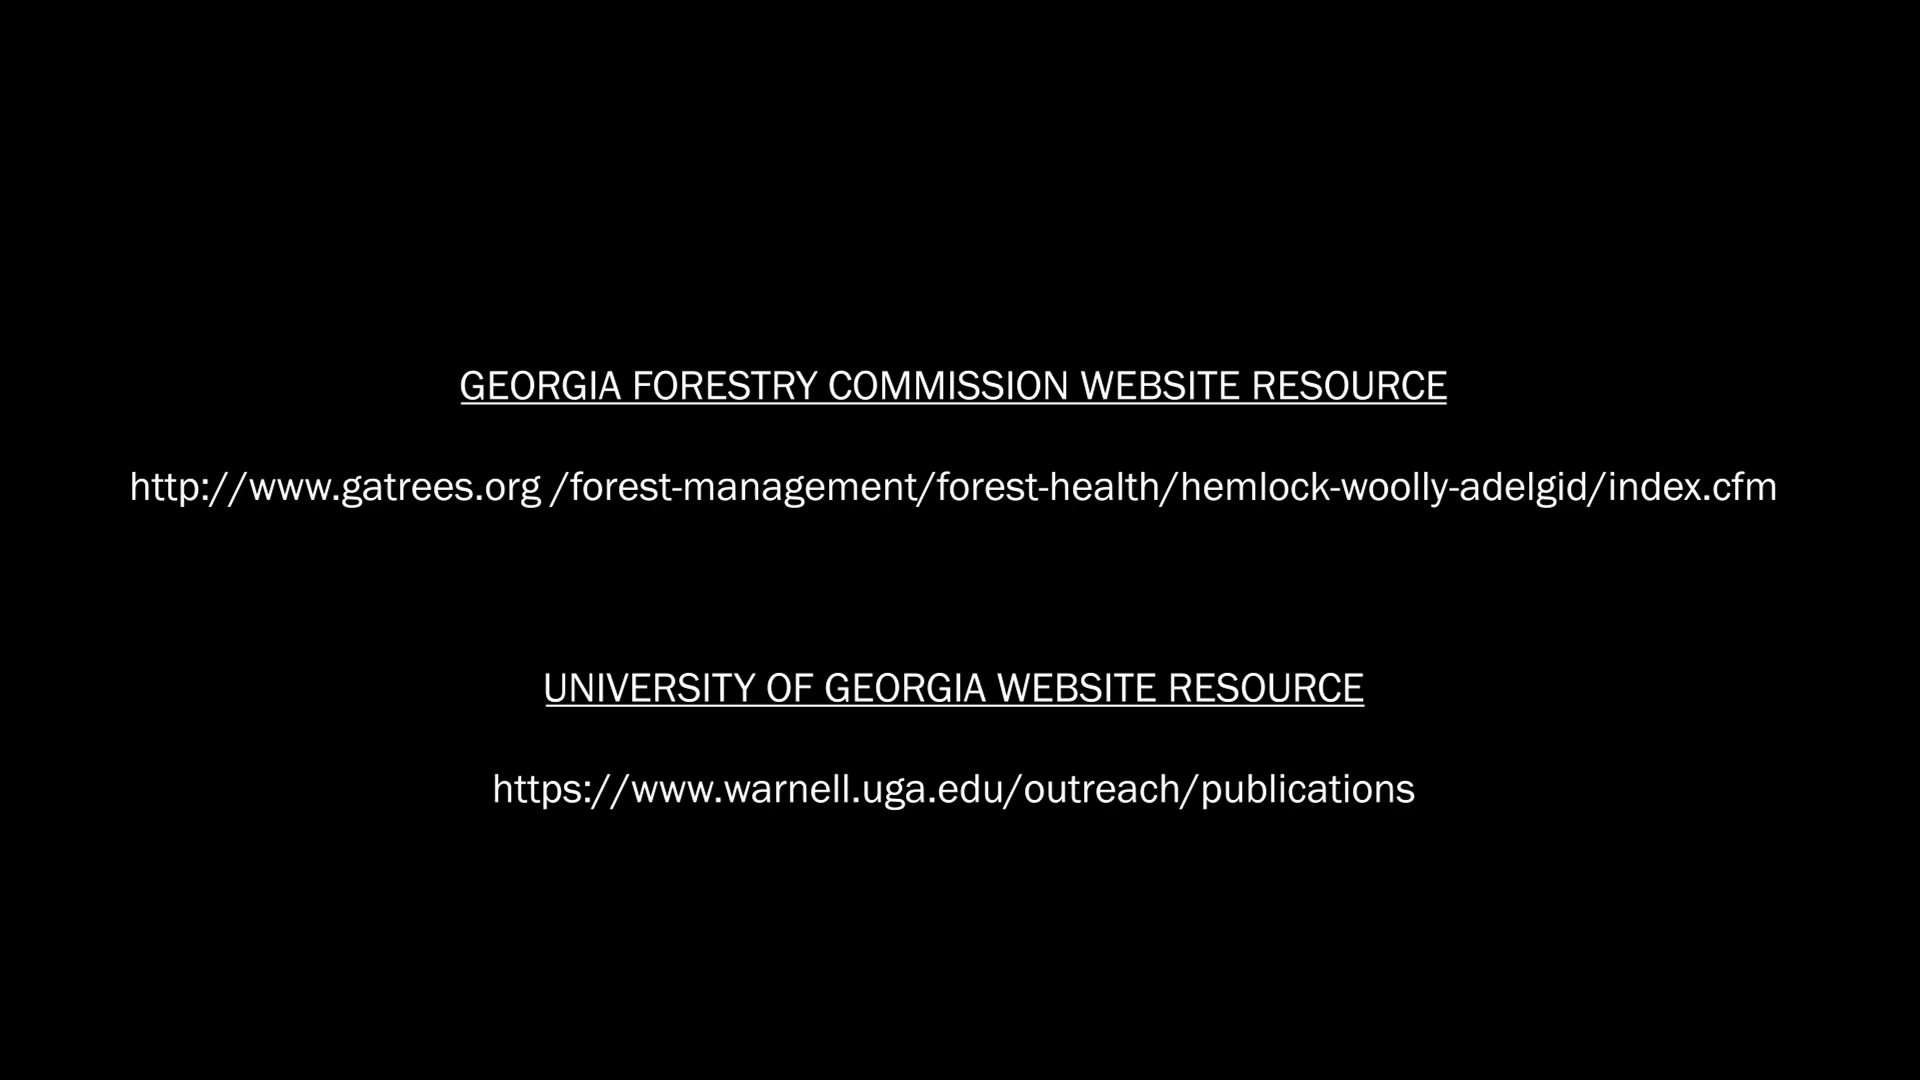 GEORGIA FORESTRY COMMISSION WEBSITE RESOURCE
http://www.gatrees.org /forest-management/forest-health/hemlock-woolly-adelgid/index.cfm
UNIVERSITY OF GEORGIA WEBSITE RESOURCE
https://www.warnell.uga.edu/outreach/publications